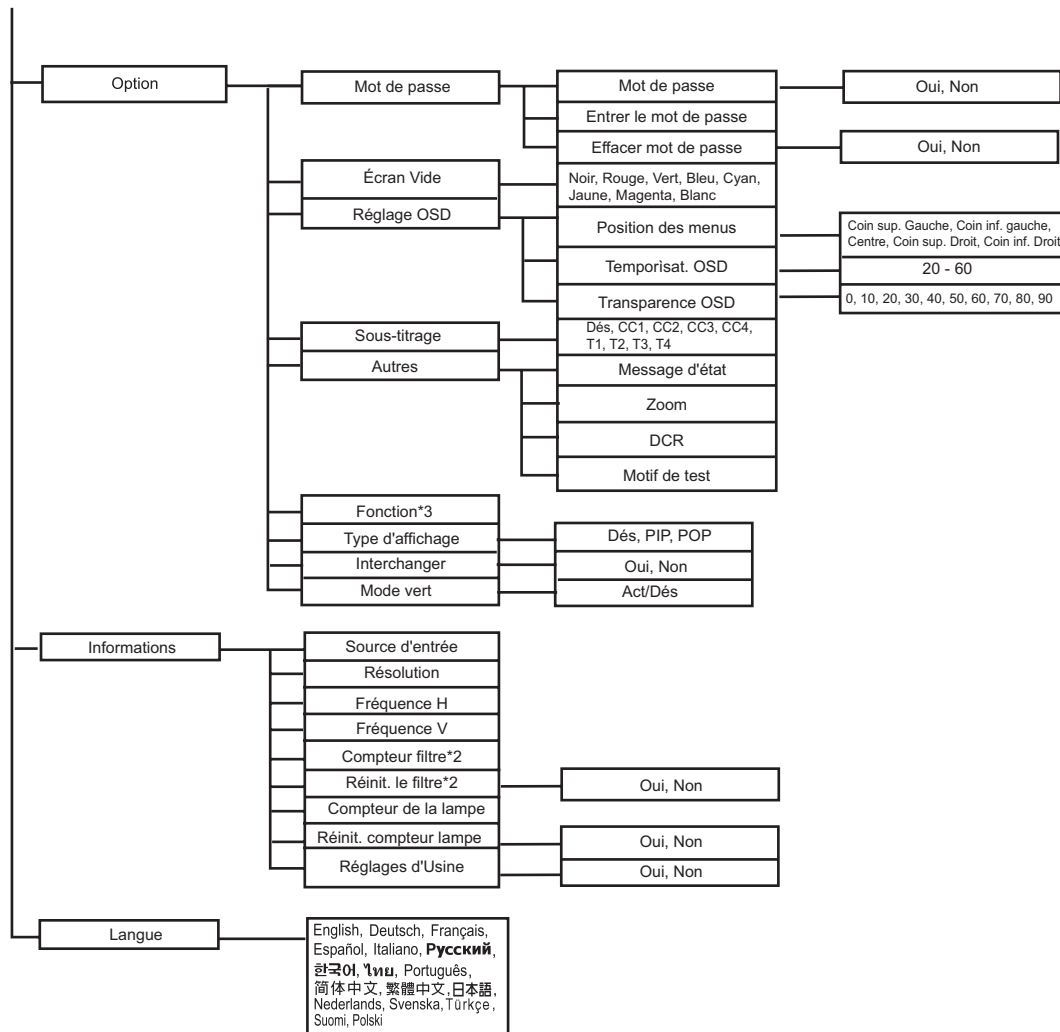 Option
Mot de passe
Mot de passe
Oui, Non
Entrer le mot de passe
Effacer mot de passe
Oui, Non
Écran Vide
Noir, Rouge, Vert, Bleu, Cyan,
Jaune, Magenta, Blanc
Réglage OSD
Position des menus
Coin sup. Gauche, Coin inf. gauche,
Centre, Coin sup. Droit, Coin inf. Droit
Temporisat. OSD
20 - 60
Transparence OSD
0, 10, 20, 30, 40, 50, 60, 70, 80, 90
Sous-titrage
Dés, CC1, CC2, CC3, CC4,
T1, T2, T3, T4
Autres
Message d'état
Zoom
DCR
Motif de test
Fonction*3
Type d'affichage
Dés, PIP, POP
Interchanger
Oui, Non
Mode vert
Act/Dés
Informations
Source d'entrée
Résolution
Fréquence H
Fréquence V
Compteur filtre*2
Réinit. le filtre*2
Oui, Non
Compteur de la lampe
Réinit. compteur lampe
Oui, Non
Réglages d'Usine
Oui, Non
Langue
English, Deutsch, Français,
Español, Italiano, Русский,
한국어, ไทย, Português,
简体中文, 繁體中文, 日本語,
Nederlands, Svenska, Türkçe,
Suomi, Polski